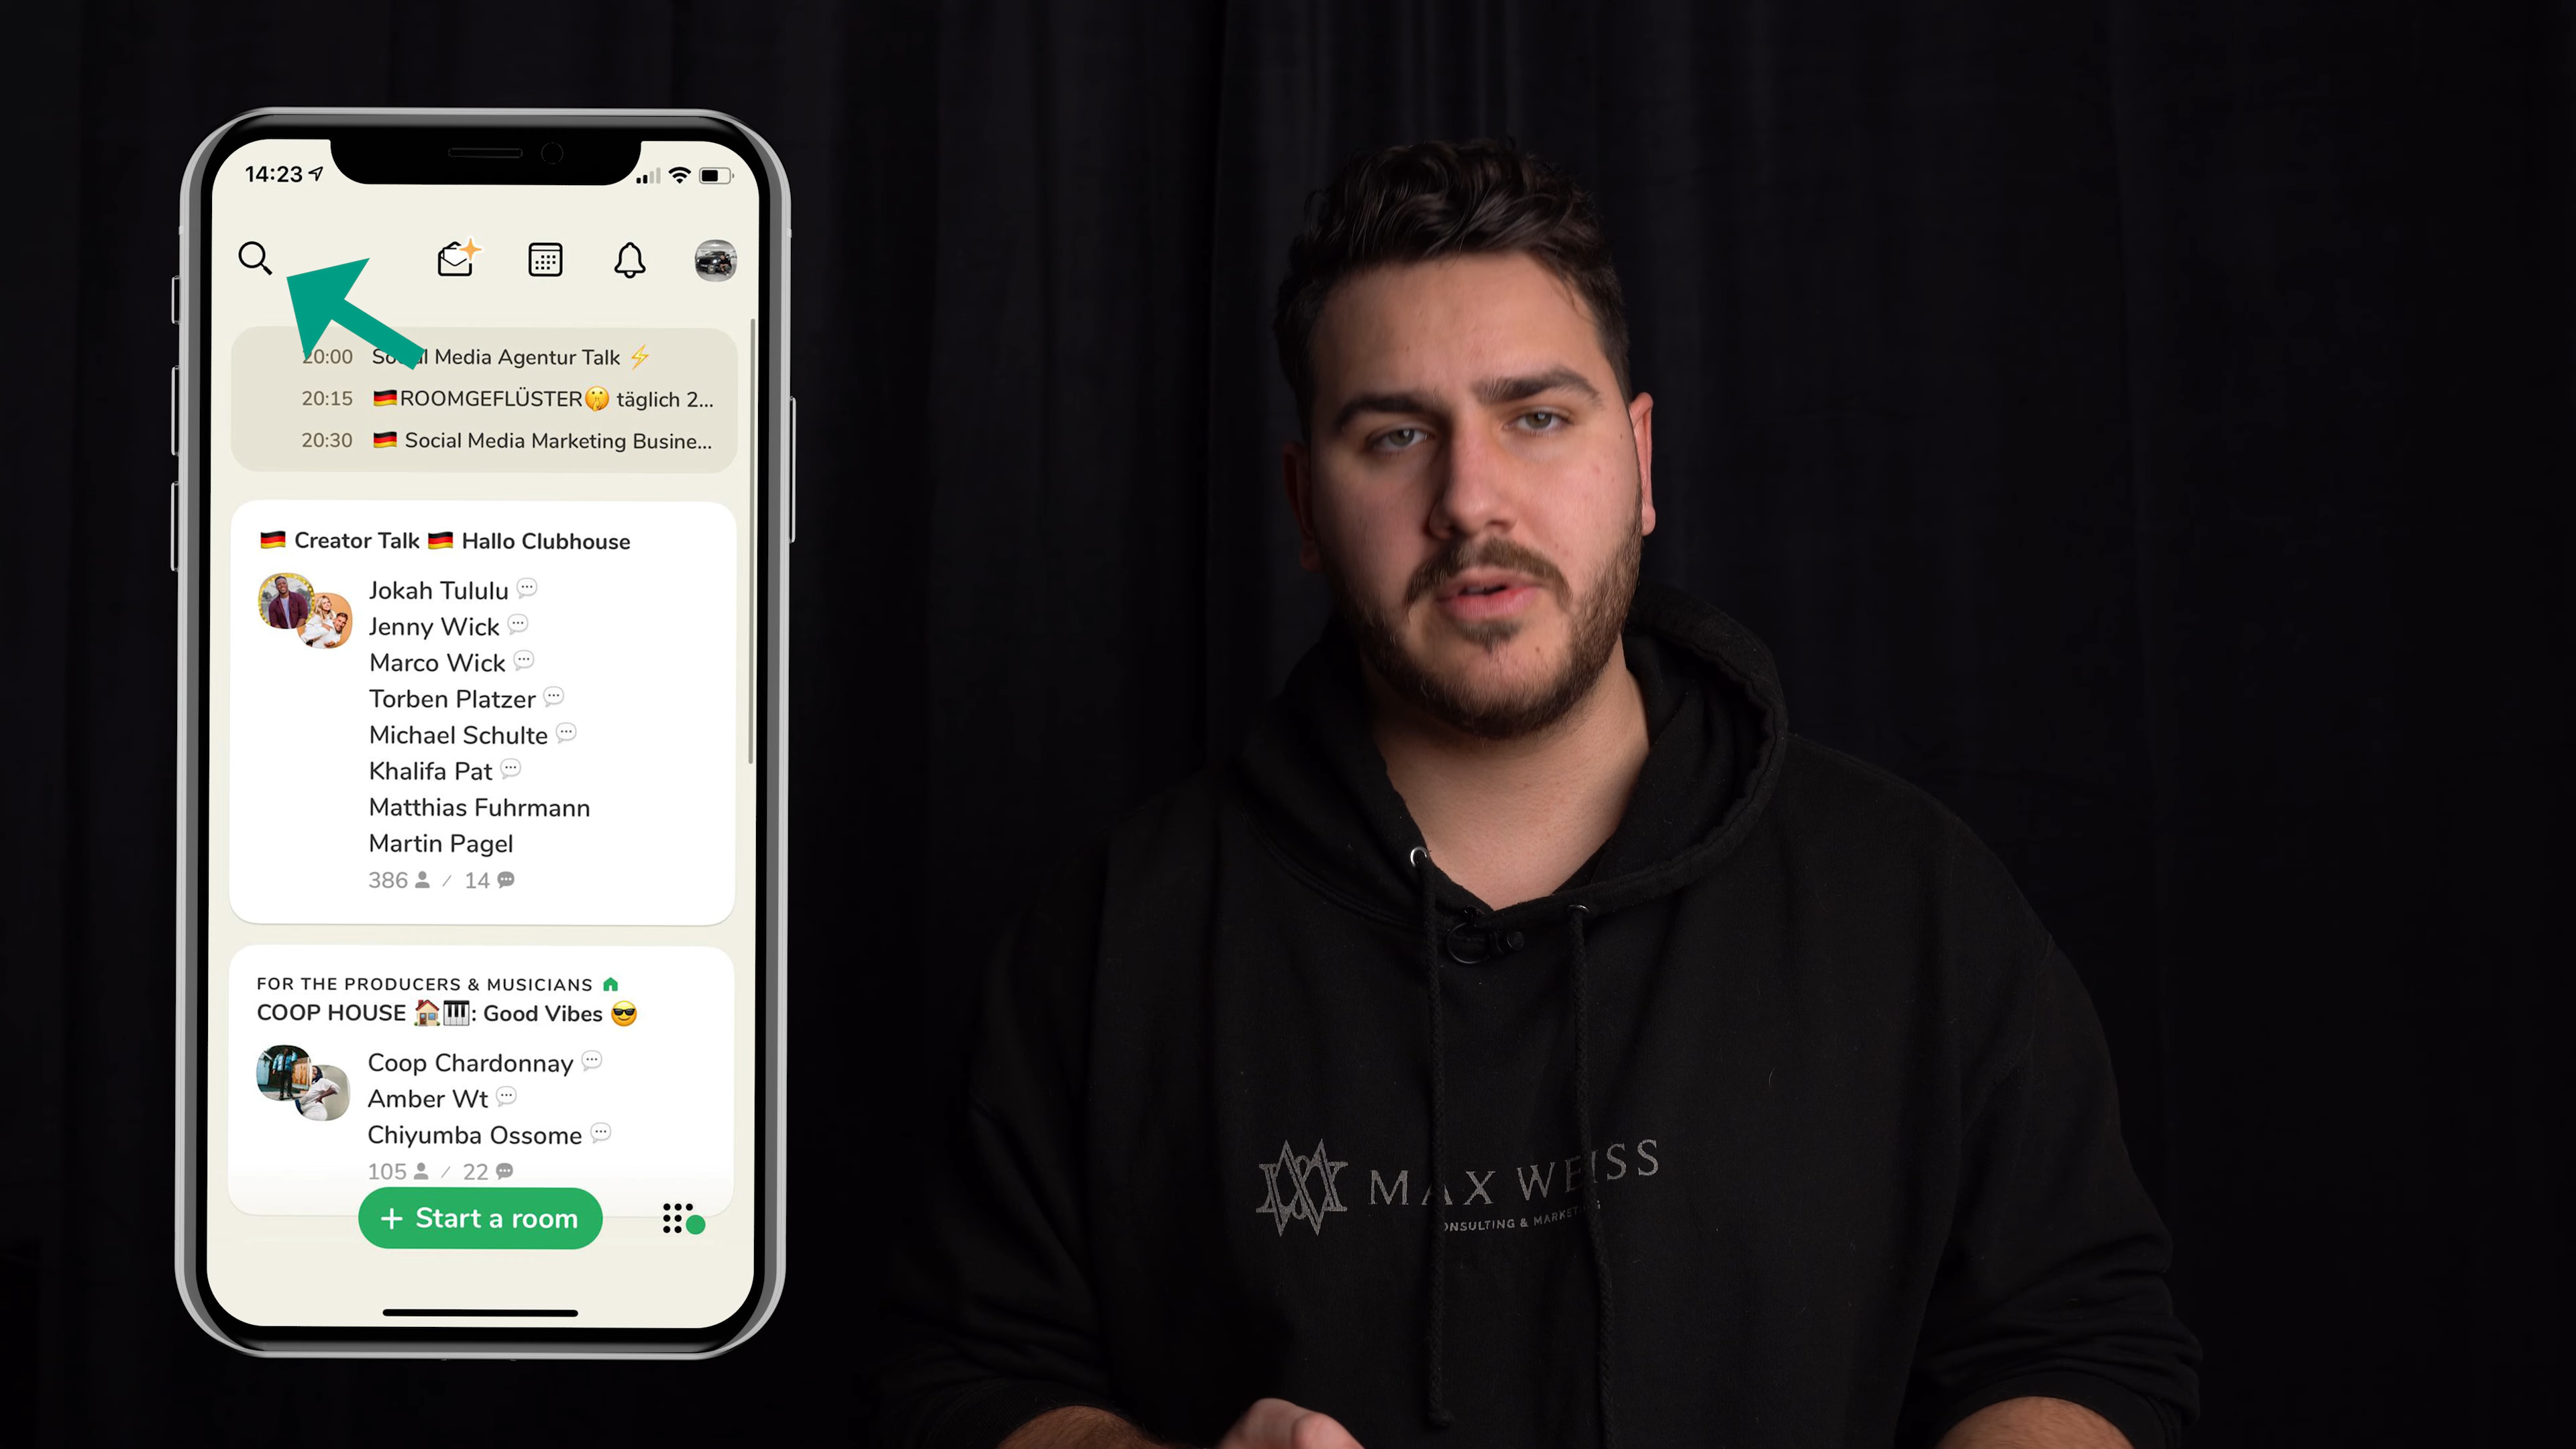 14:23
20:00 Social Media Agentur Talk ⚡
20:15 🇩🇪ROOMGEFLÜSTER🤫 täglich 2...
20:30 🇩🇪 Social Media Marketing Busine...
🇩🇪 Creator Talk 🇩🇪 Hallo Clubhouse
Jokah Tululu
Jenny Wick
Marco Wick
Torben Platzer
Michael Schulte
Khalifa Pat
Matthias Fuhrmann
Martin Pagel
386 / 14
FOR THE PRODUCERS & MUSICIANS
COOP HOUSE 🏠🎹: Good Vibes 😎
Coop Chardonnay
Amber Wt
Chiyumba Ossome
105 / 22
+ Start a room
MAX WEISS
CONSULTING & MARKETING